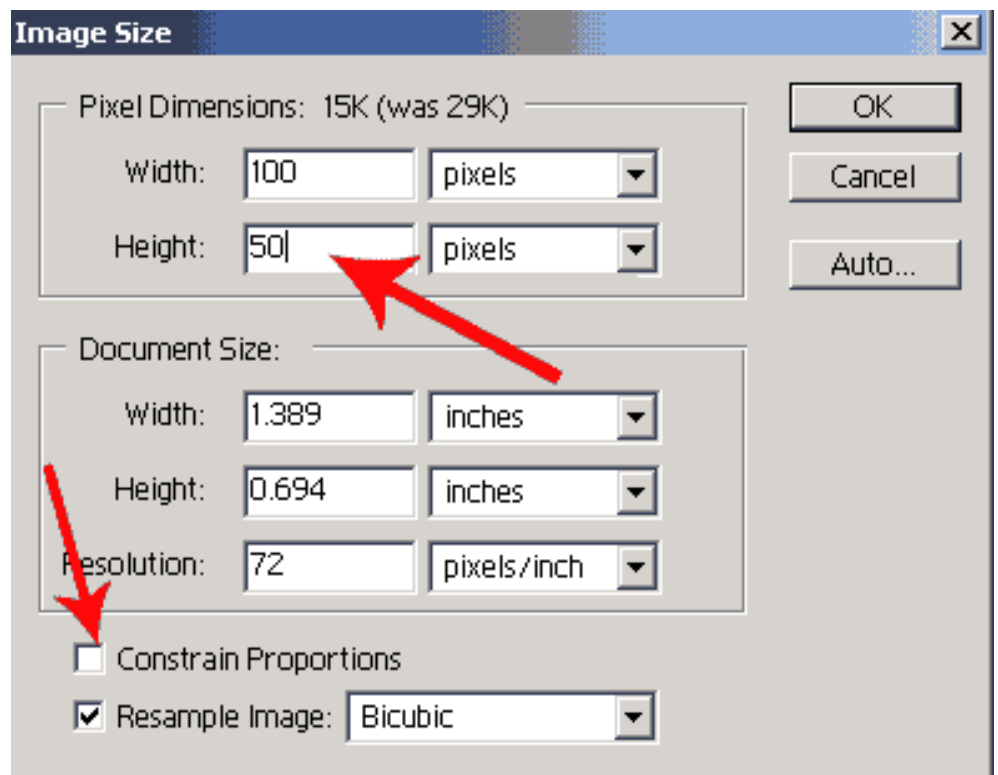 Image Size
Pixel Dimensions: 15K (was 29K)
OK
Width: 100 pixels
Cancel
Height: 50 pixels
Auto...
Document Size:
Width: 1.389 inches
Height: 0.694 inches
Resolution: 72 pixels/inch
Constrain Proportions
Resample Image: Bicubic